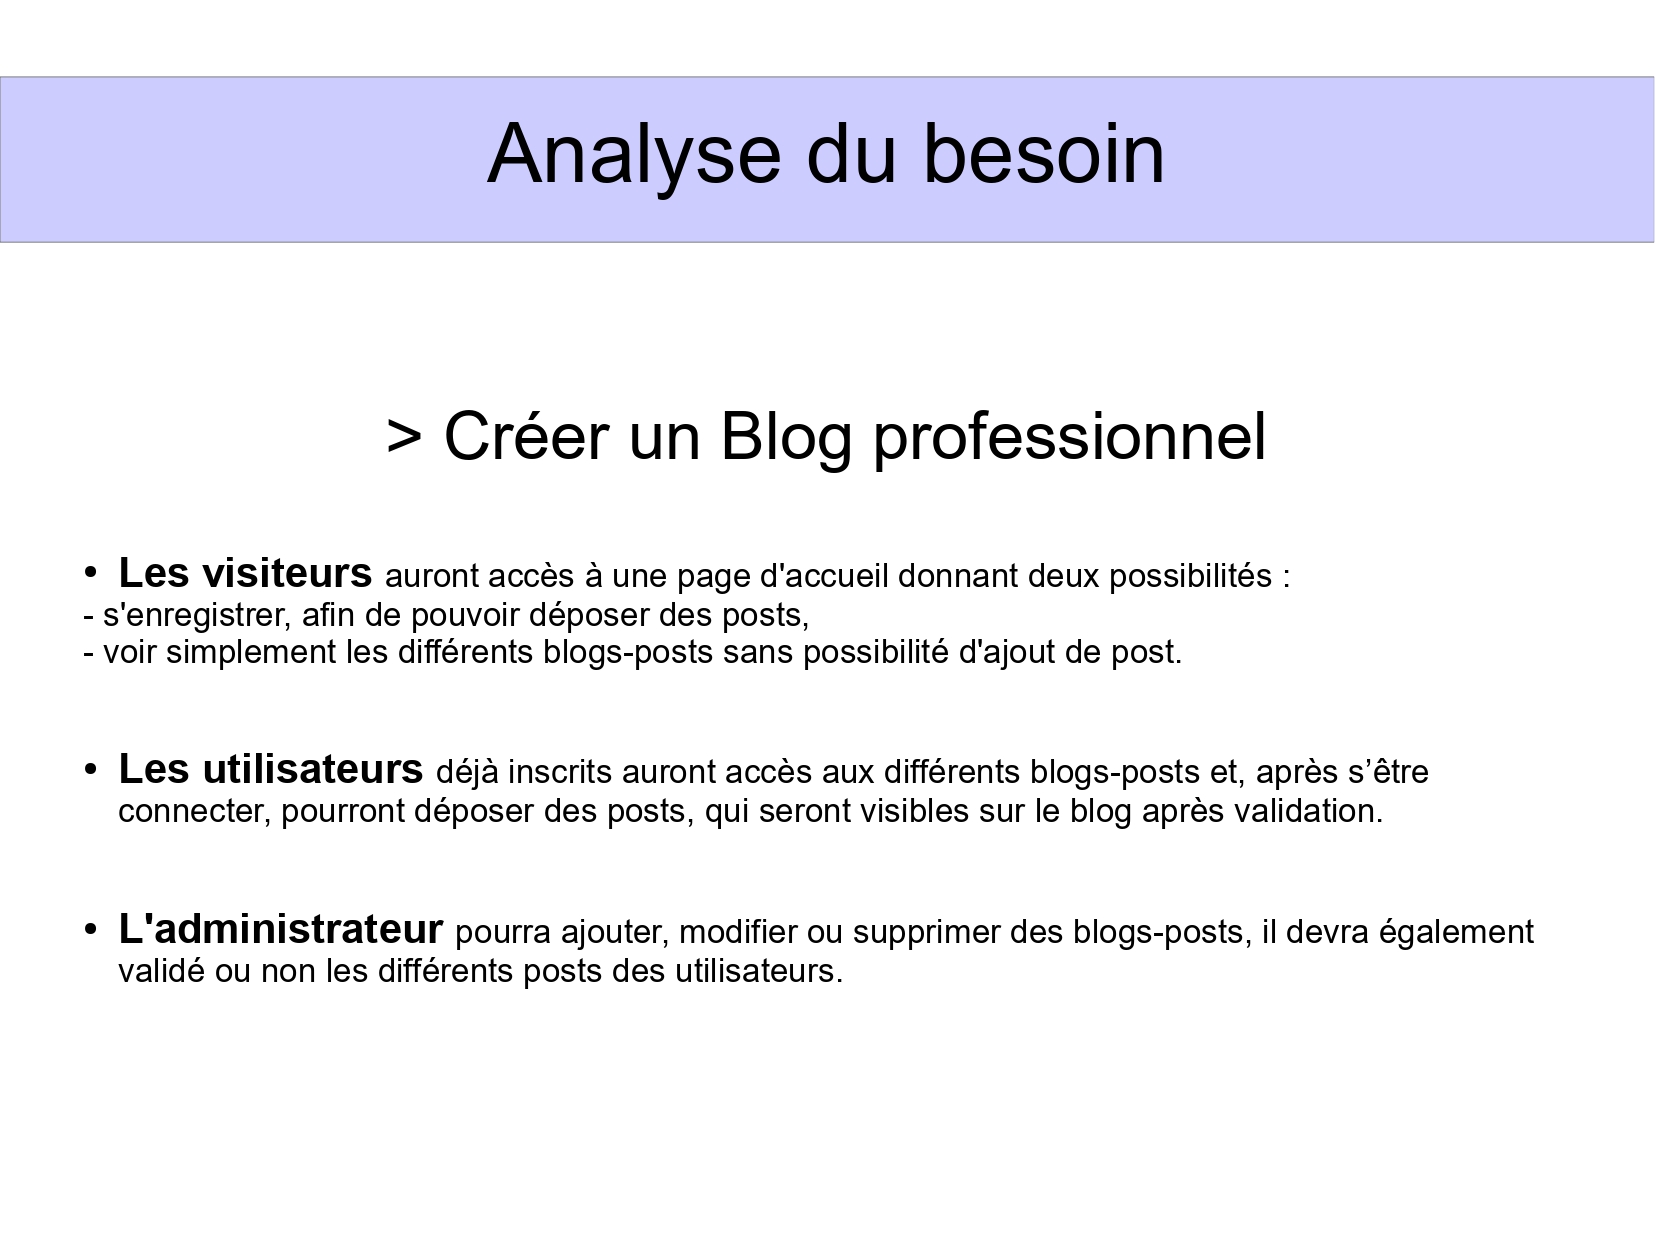 Analyse du besoin
> Créer un Blog professionnel
• Les visiteurs auront accès à une page d'accueil donnant deux possibilités :
- s'enregistrer, afin de pouvoir déposer des posts,
- voir simplement les différents blogs-posts sans possibilité d'ajout de post.
• Les utilisateurs déjà inscrits auront accès aux différents blogs-posts et, après s’être
connecter, pourront déposer des posts, qui seront visibles sur le blog après validation.
• L'administrateur pourra ajouter, modifier ou supprimer des blogs-posts, il devra également
validé ou non les différents posts des utilisateurs.